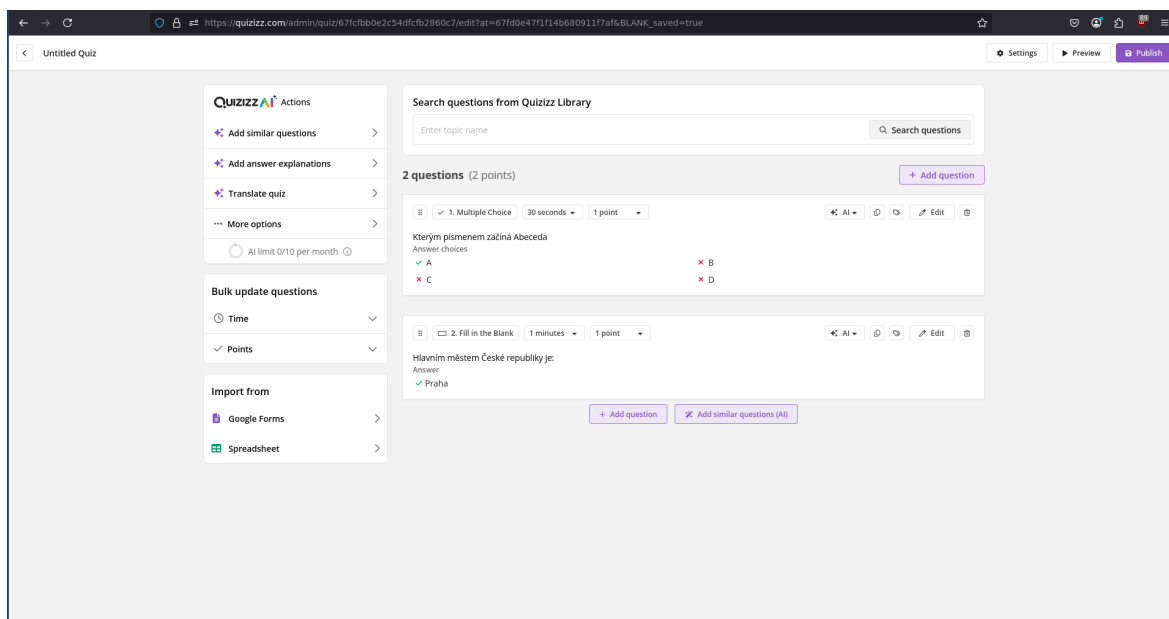 https://quizizz.com/admin/quiz/67fcfbb0e2c54dfcfb2860c7/edit?at=67fd0e47f1f14b680911f7af&BLANK_saved=true
89
Untitled Quiz
Settings
Preview
Publish
QUIZIZZ AI Actions
Add similar questions
Add answer explanations
Translate quiz
More options
AI limit 0/10 per month
Bulk update questions
Time
Points
Import from
Google Forms
Spreadsheet
Search questions from Quizizz Library
Enter topic name
Search questions
2 questions (2 points)
+ Add question
1. Multiple Choice 30 seconds 1 point AI Edit
Kterým písmenem začíná Abeceda
Answer choices
A B
C D
2. Fill in the Blank 1 minutes 1 point AI Edit
Hlavním městem České republiky je:
Answer
Praha
+ Add question Add similar questions (AI)